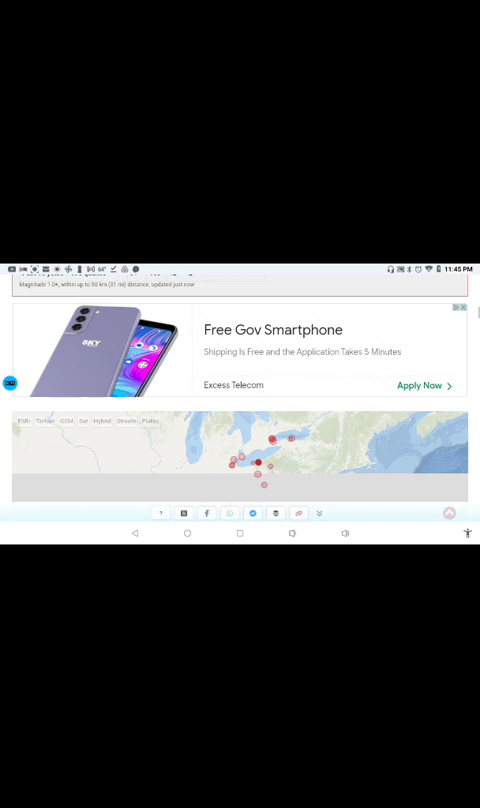 64°
11:45 PM
Magnitude 1.0+, within up to 50 km (31 mi) distance, updated just now
SKY
Free Gov Smartphone
Shipping Is Free and the Application Takes 5 Minutes
Excess Telecom
Apply Now
ESRI Terrain OSM Sat Hybrid Streets Plates
?